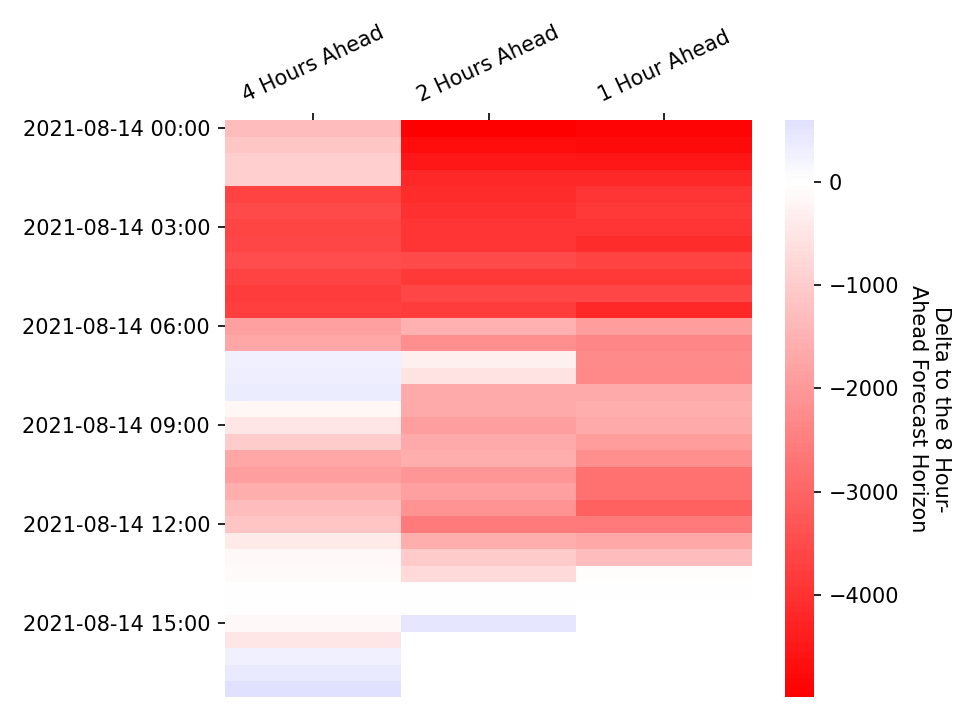 4 Hours Ahead
2 Hours Ahead
1 Hour Ahead
2021-08-14 00:00
2021-08-14 03:00
2021-08-14 06:00
2021-08-14 09:00
2021-08-14 12:00
2021-08-14 15:00
0
−1000
−2000
−3000
−4000
Delta to the 8 Hour-
Ahead Forecast Horizon